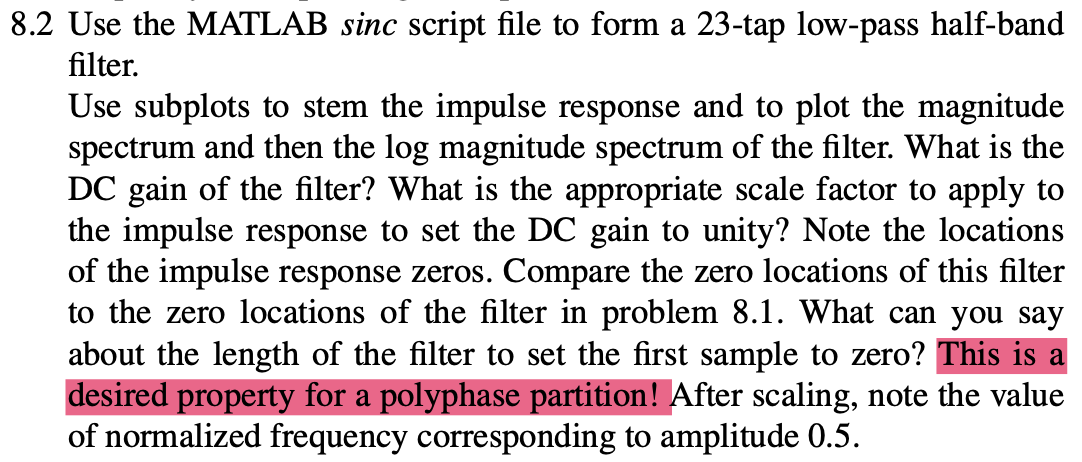 8.2 Use the MATLAB sinc script file to form a 23-tap low-pass half-band
filter.
Use subplots to stem the impulse response and to plot the magnitude
spectrum and then the log magnitude spectrum of the filter. What is the
DC gain of the filter? What is the appropriate scale factor to apply to
the impulse response to set the DC gain to unity? Note the locations
of the impulse response zeros. Compare the zero locations of this filter
to the zero locations of the filter in problem 8.1. What can you say
about the length of the filter to set the first sample to zero? This is a
desired property for a polyphase partition! After scaling, note the value
of normalized frequency corresponding to amplitude 0.5.